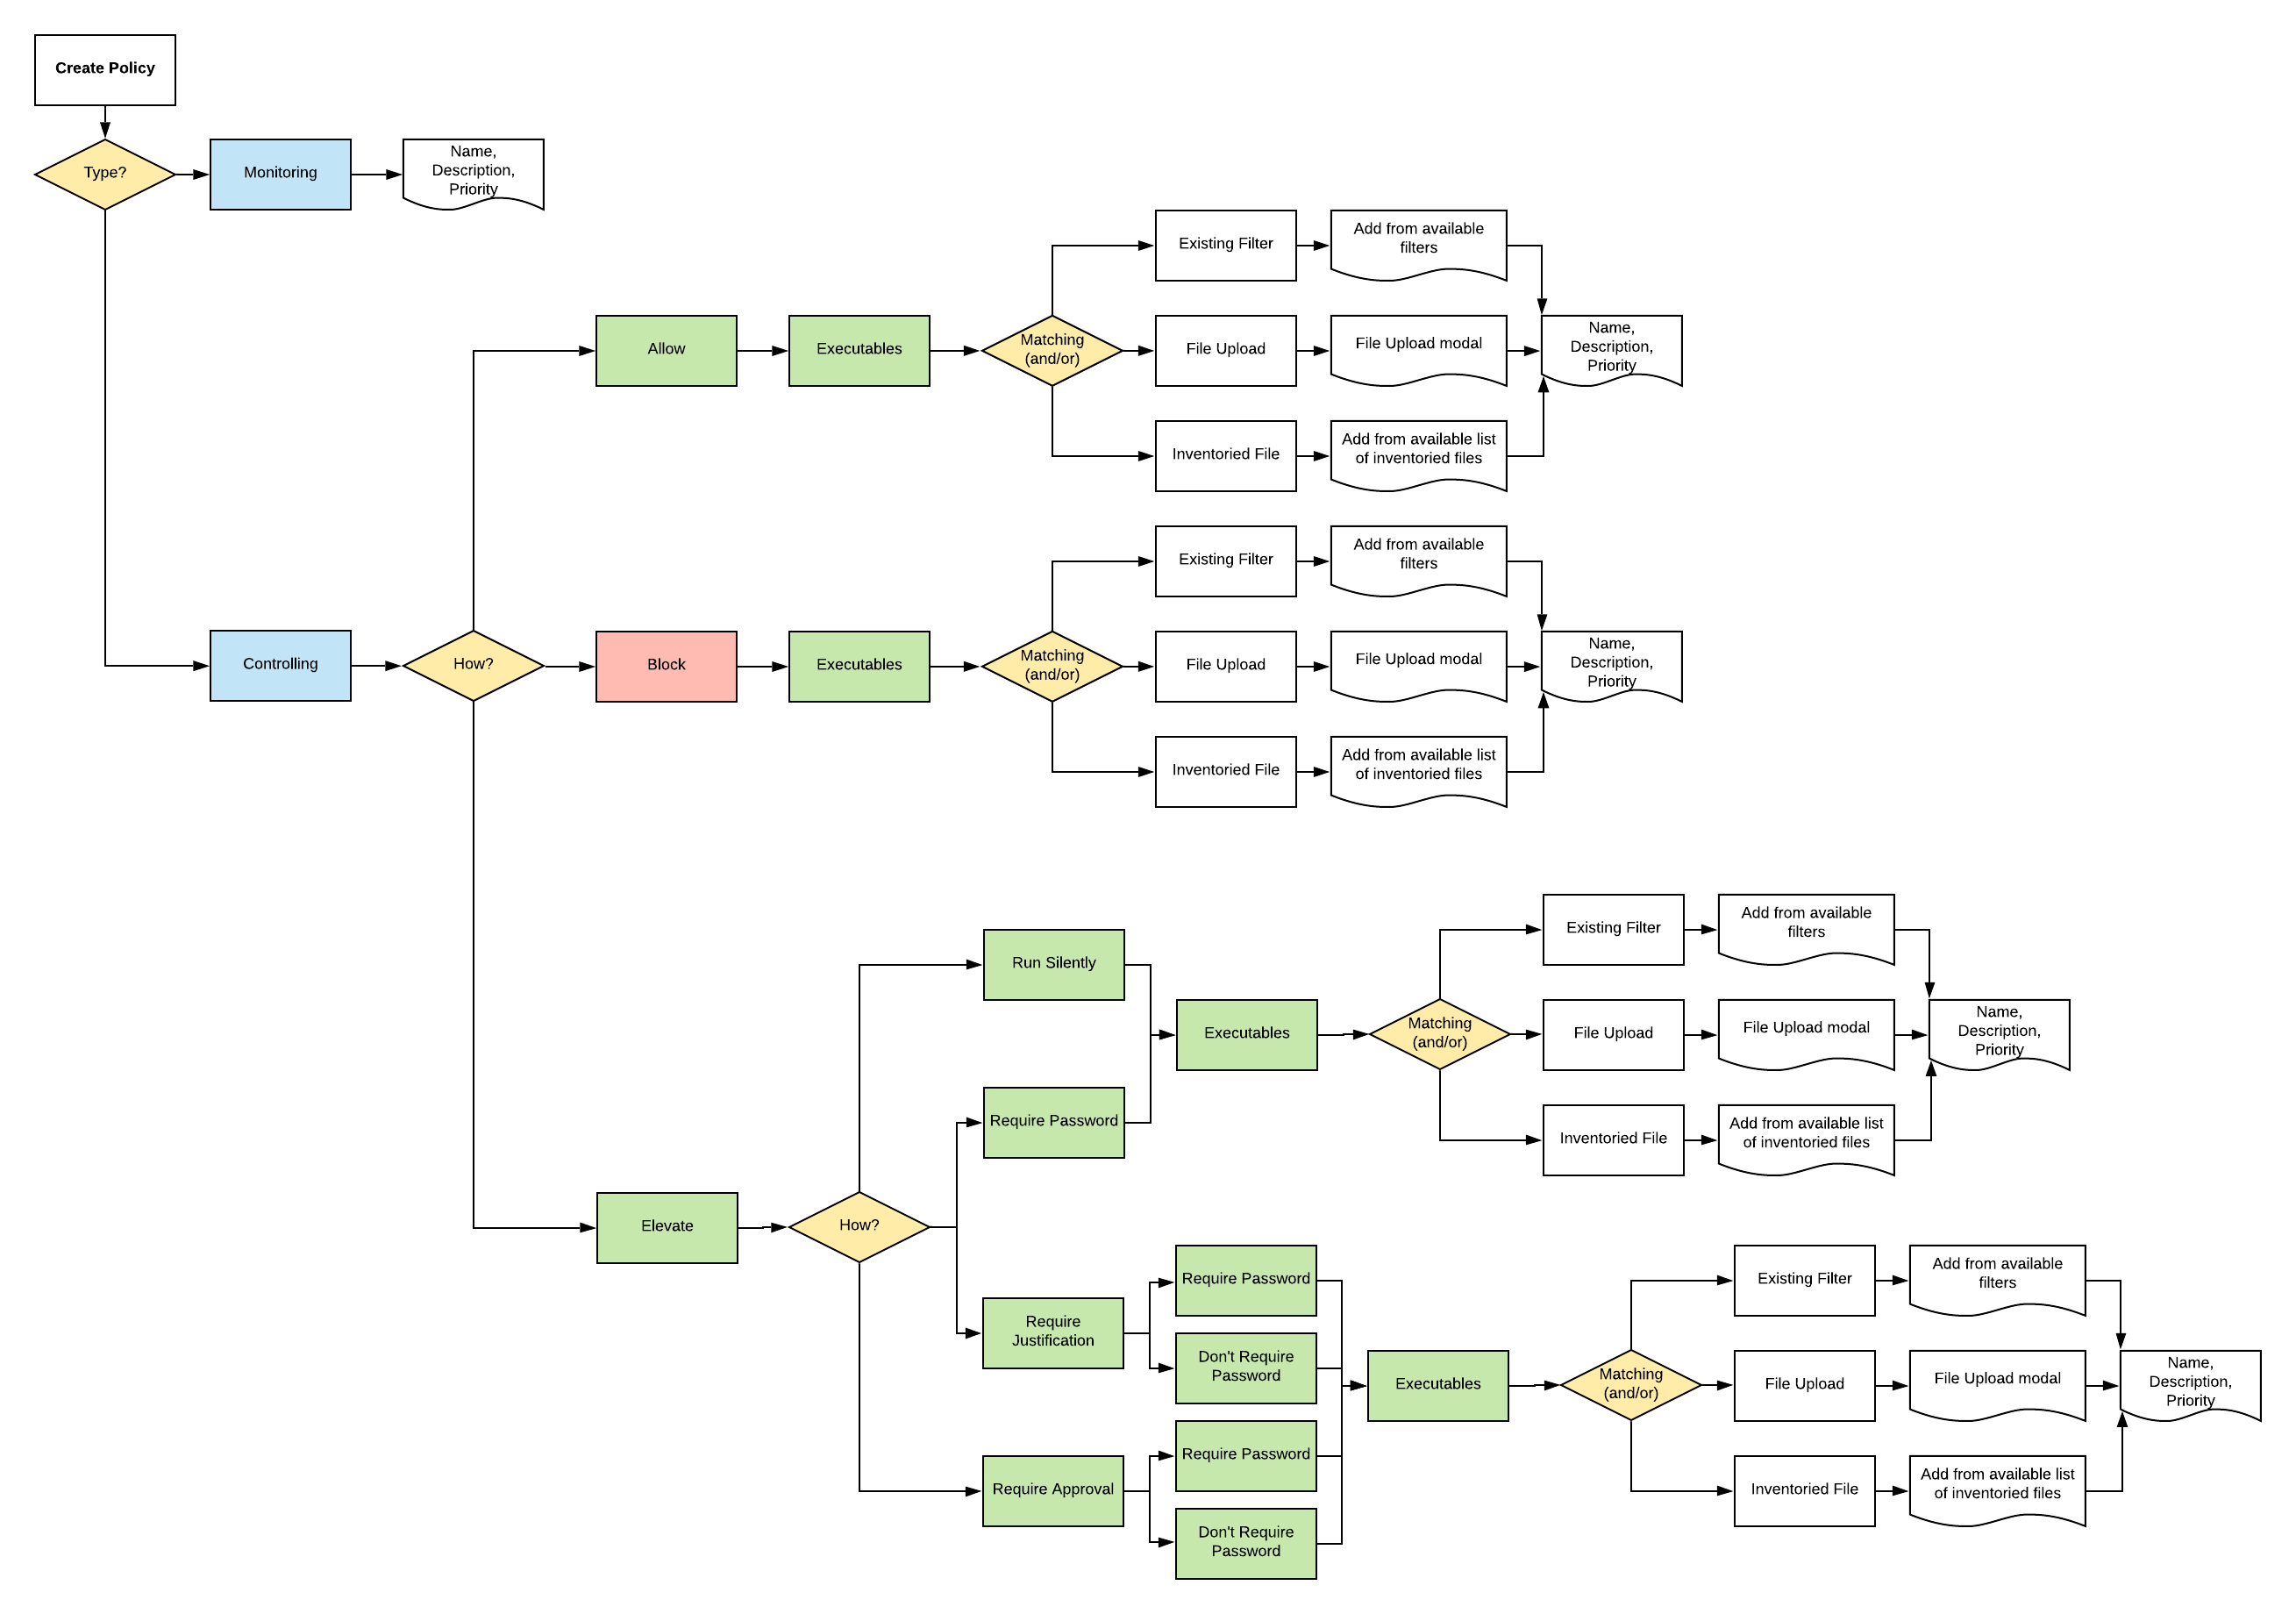 Create Policy
Type?
Monitoring
Name,
Description,
Priority
Existing Filter
Add from available
filters
Allow
Executables
Matching
(and/or)
File Upload
File Upload modal
Name,
Description,
Priority
Inventoried File
Add from available list
of inventoried files
Existing Filter
Add from available
filters
Controlling
How?
Block
Executables
Matching
(and/or)
File Upload
File Upload modal
Name,
Description,
Priority
Inventoried File
Add from available list
of inventoried files
Existing Filter
Add from available
filters
Run Silently
Executables
Matching
(and/or)
File Upload
File Upload modal
Name,
Description,
Priority
Require Password
Inventoried File
Add from available list
of inventoried files
Elevate
How?
Require Password
Existing Filter
Add from available
filters
Require
Justification
Don't Require
Password
Executables
Matching
(and/or)
File Upload
File Upload modal
Name,
Description,
Priority
Require Password
Require Approval
Inventoried File
Add from available list
of inventoried files
Don't Require
Password